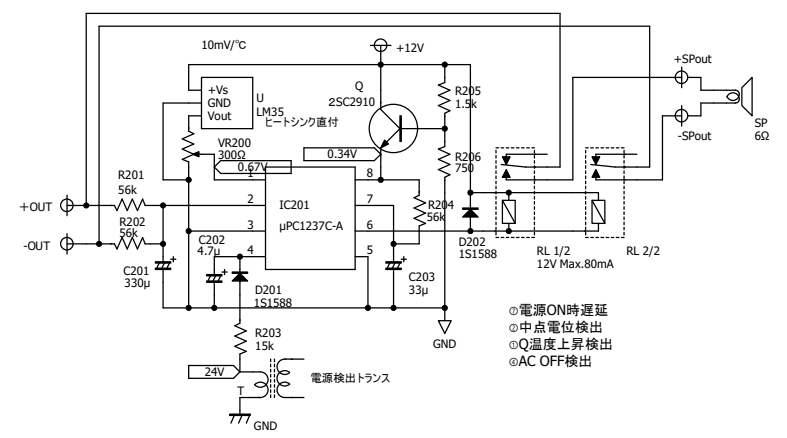 10mV/℃
+12V
+SPout
Q
2SC2910
R205
1.5k
+Vs
GND
Vout
U
LM35
ヒートシンク直付
SP
6Ω
-SPout
VR200
300Ω
0.67V
0.34V
R206
750
R201
56k
1
8
+OUT
2
IC201
7
R204
56k
R202
56k
μPC1237C-A
-OUT
3
6
C202
4.7μ
4
5
D202
1S1588
RL 1/2
12V Max.80mA
RL 2/2
C201
330μ
D201
1S1588
C203
33μ
GND
R203
15k
24V
T
電源検出トランス
GND
電源ON時遅延
②中点電位検出
①Q温度上昇検出
④AC OFF検出